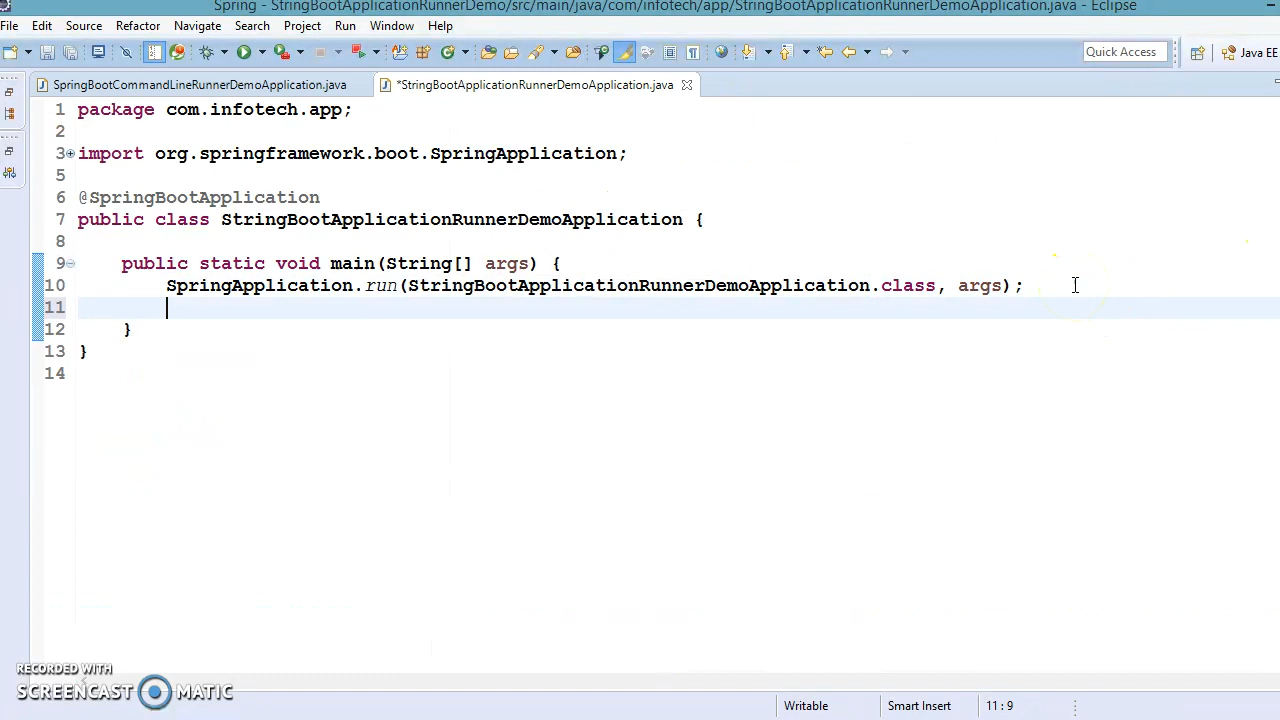 Spring - StringBootApplicationRunnerDemo/src/main/java/com/infotech/app/StringBootApplicationRunnerDemoApplication.java - Eclipse
File Edit Source Refactor Navigate Search Project Run Window Help
Quick Access Java EE
SpringBootCommandLineRunnerDemoApplication.java *StringBootApplicationRunnerDemoApplication.java
1 package com.infotech.app;
2
3 import org.springframework.boot.SpringApplication;
5
6 @SpringBootApplication
7 public class StringBootApplicationRunnerDemoApplication {
8
9 public static void main(String[] args) {
10 SpringApplication.run(StringBootApplicationRunnerDemoApplication.class, args);
11
12 }
13 }
14
RECORDED WITH
SCREENCAST MATIC
Writable Smart Insert 11 : 9